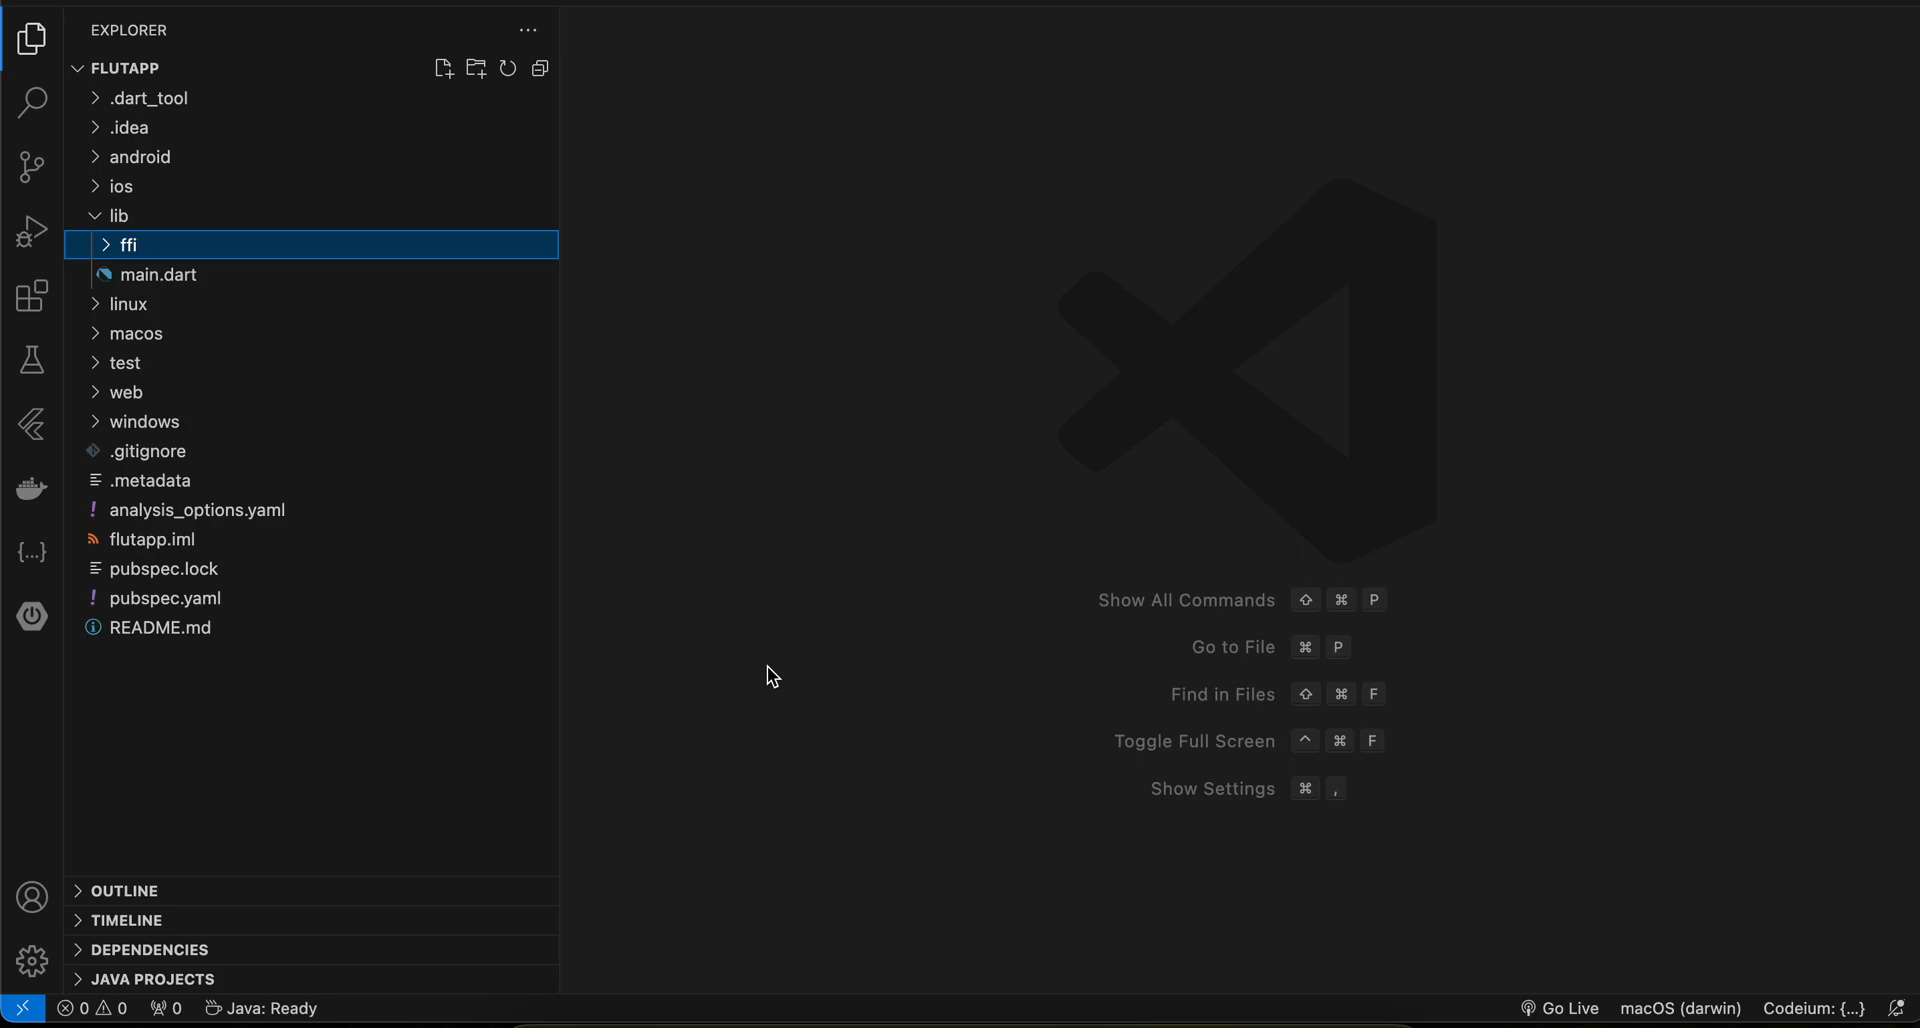 EXPLORER
FLUTAPP
.dart_tool
.idea
android
ios
lib
ffi
main.dart
linux
macos
test
web
windows
.gitignore
.metadata
! analysis_options.yaml
flutapp.iml
pubspec.lock
! pubspec.yaml
README.md
Show All Commands ⇧ ⌘ P
Go to File ⌘ P
Find in Files ⇧ ⌘ F
Toggle Full Screen ^ ⌘ F
Show Settings ⌘ ,
OUTLINE
TIMELINE
DEPENDENCIES
JAVA PROJECTS
0 0 0 Java: Ready Go Live macOS (darwin) Codeium: {...}